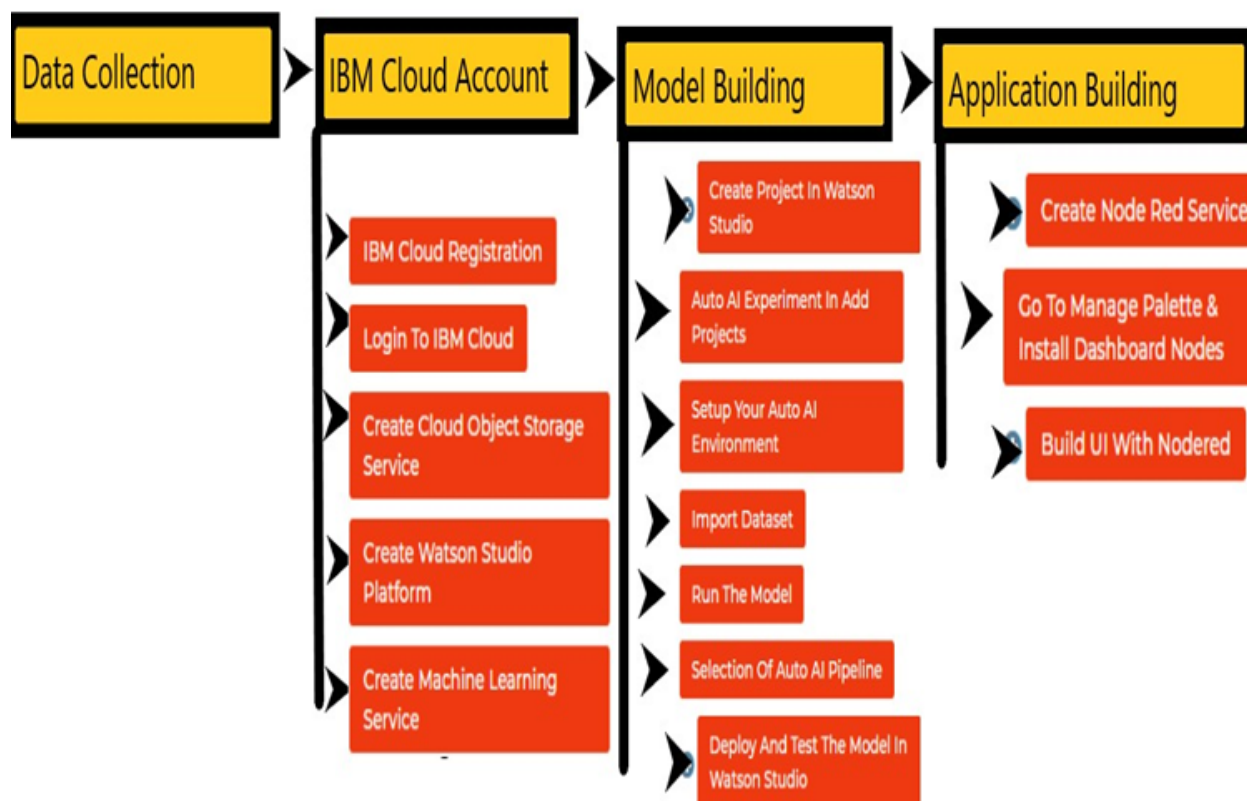 Data Collection
IBM Cloud Account
IBM Cloud Registration
Login To IBM Cloud
Create Cloud Object Storage
Service
Create Watson Studio
Platform
Create Machine Learning
Service
Model Building
Create Project In Watson
Studio
Auto AI Experiment In Add
Projects
Setup Your Auto AI
Environment
Import Dataset
Run The Model
Selection Of Auto AI Pipeline
Deploy And Test The Model In
Watson Studio
Application Building
Create Node Red Service
Go To Manage Palette &
Install Dashboard Nodes
Build UI With Nodered